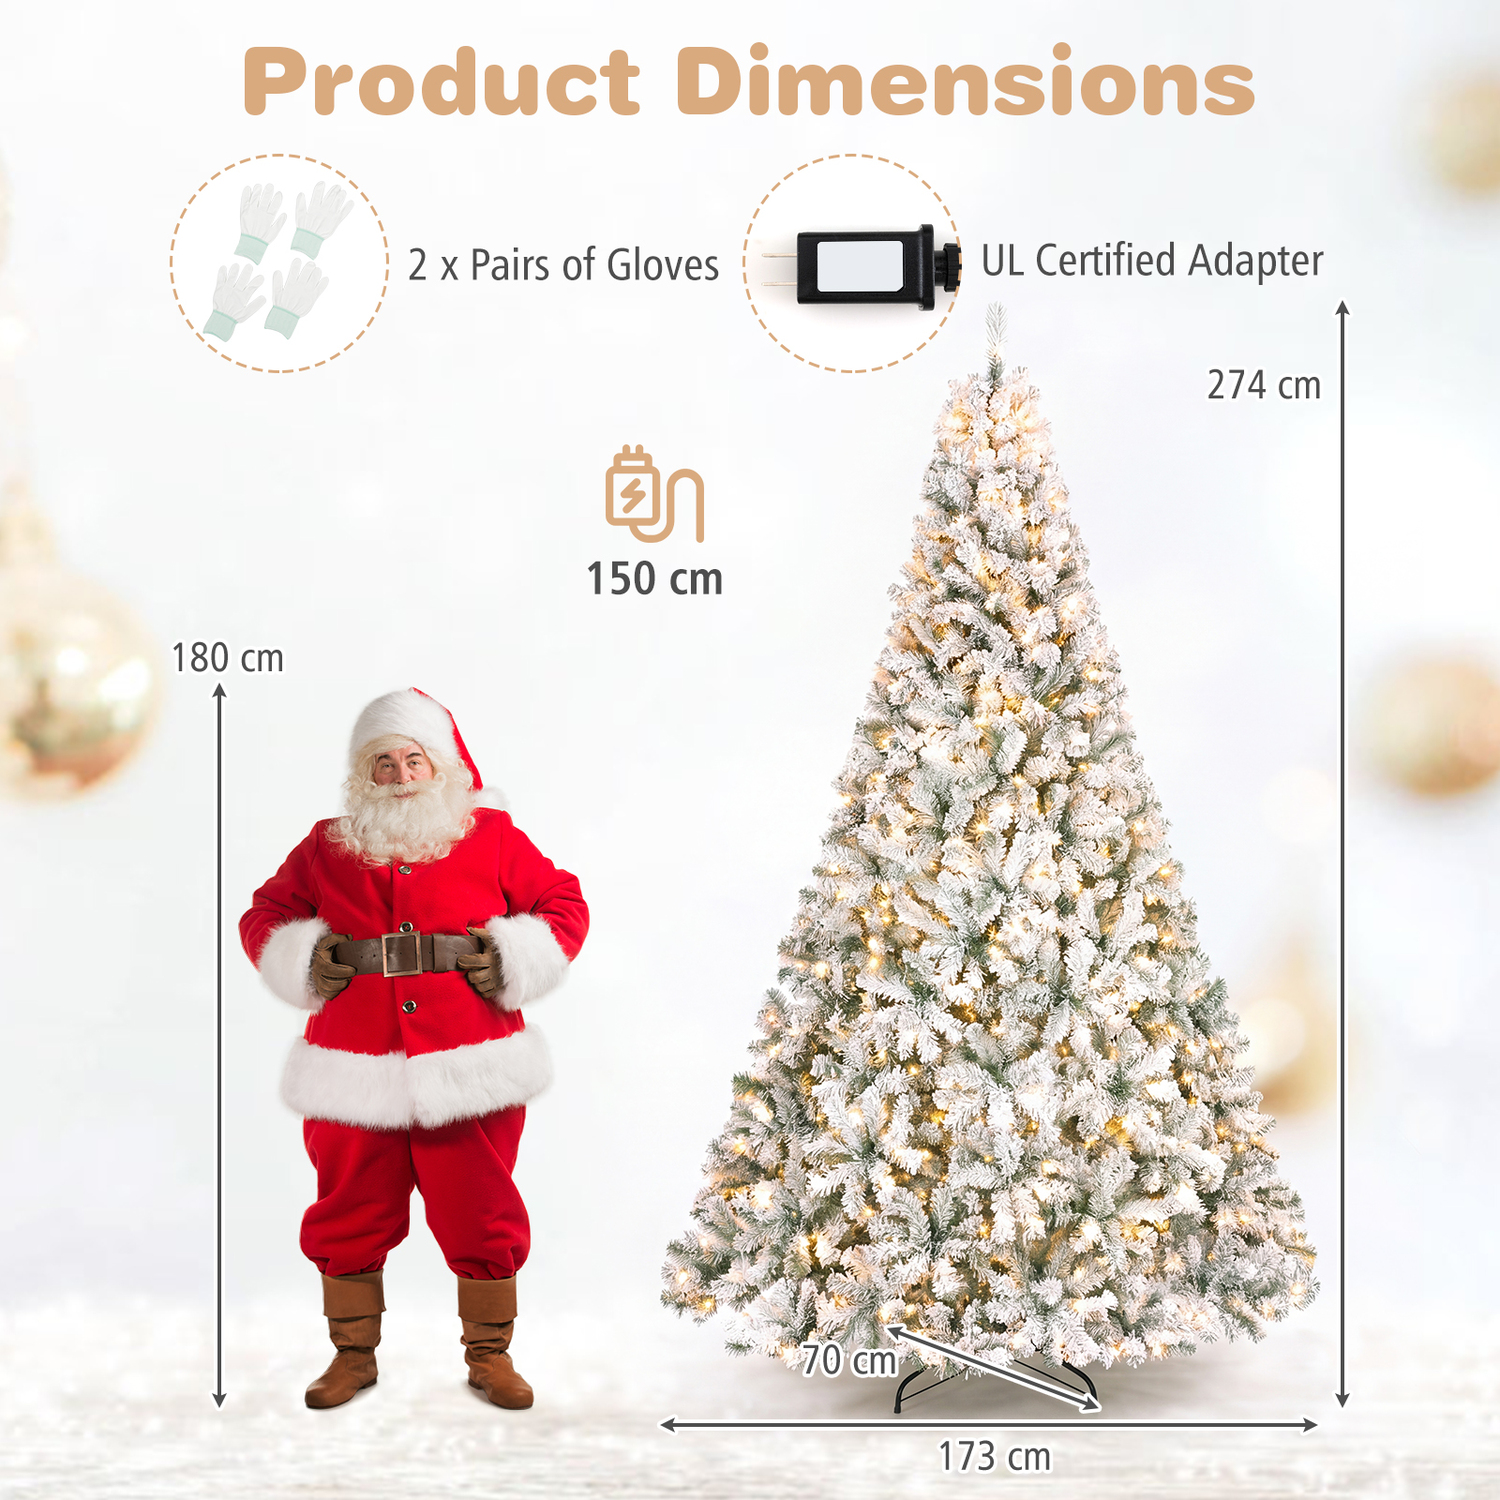 Product Dimensions
2 x Pairs of Gloves
UL Certified Adapter
274 cm
150 cm
180 cm
70 cm
173 cm